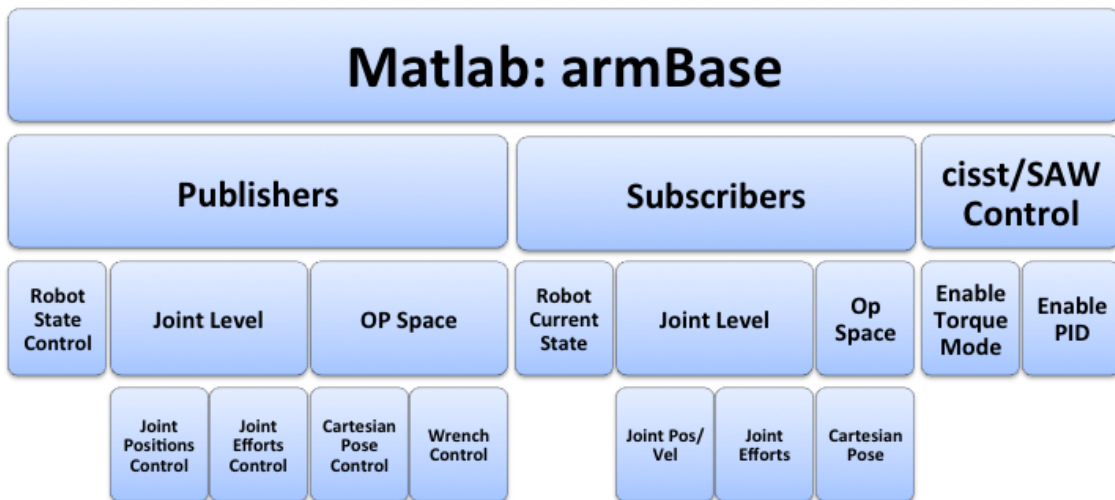 Matlab: armBase
Publishers
Subscribers
cisst/SAW
Control
Robot
State
Control
Joint Level
OP Space
Robot
Current
State
Joint Level
Op
Space
Enable
Torque
Mode
Enable
PID
Joint
Positions
Control
Joint
Efforts
Control
Cartesian
Pose
Control
Wrench
Control
Joint Pos/
Vel
Joint
Efforts
Cartesian
Pose